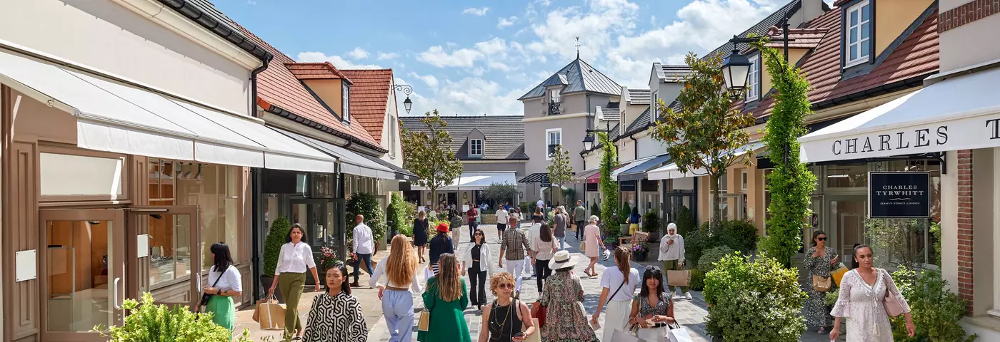 CHARLES T
CHARLES
TYRWHITT
JERMYN STREET LONDON